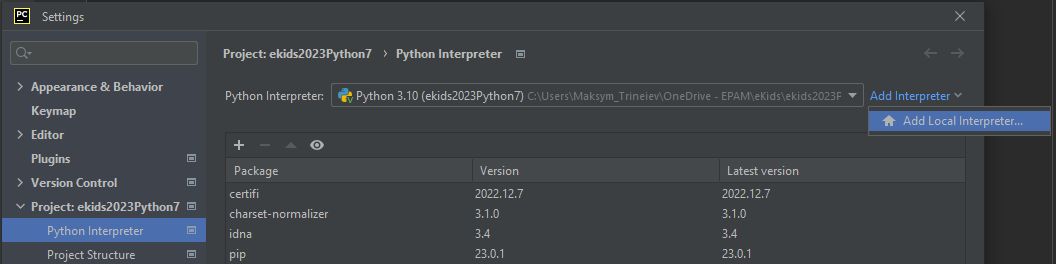 PC Settings
Project: ekids2023Python7 › Python Interpreter
Appearance & Behavior
Python Interpreter: Python 3.10 (ekids2023Python7) C:\Users\Maksym_Trineiev\OneDrive - EPAM\eKids\ekids2023P Add Interpreter
Keymap
Add Local Interpreter...
Editor
Plugins
Package Version Latest version
Version Control
certifi 2022.12.7 2022.12.7
Project: ekids2023Python7
charset-normalizer 3.1.0 3.1.0
Python Interpreter
idna 3.4 3.4
Project Structure
pip 23.0.1 23.0.1